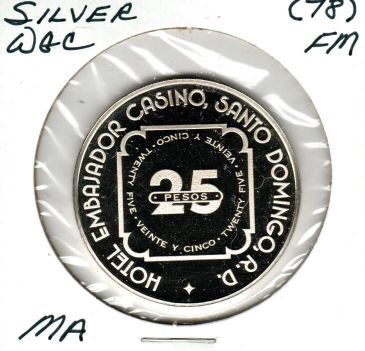 SILVER (78)
WBC FM
HOTEL EMBAJADOR CASINO, SANTO DOMINGO, R.D.
VEINTE Y CINCO · TWENTY FIVE · VEINTE Y CINCO · TWENTY FIVE ·
25
· PESOS ·
MA